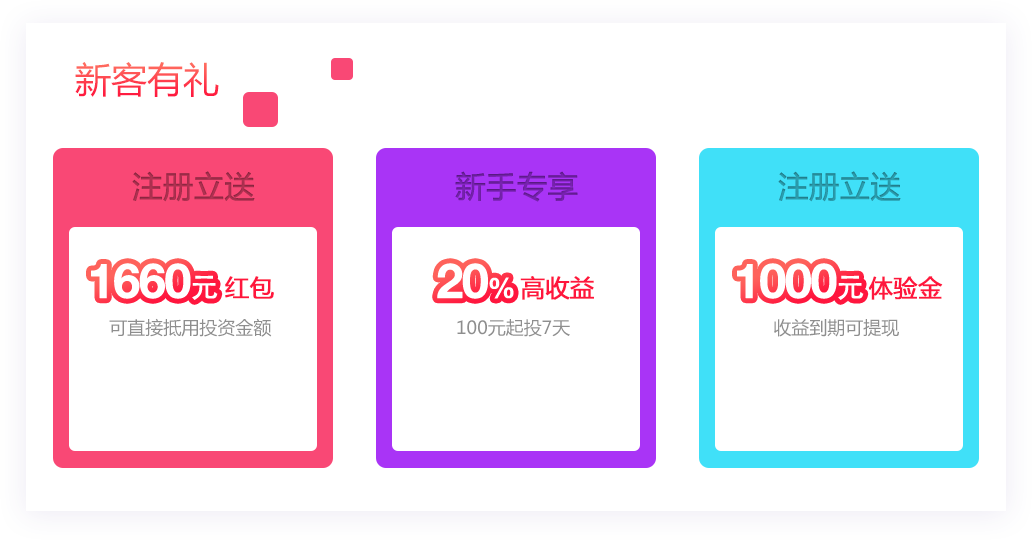 新客有礼
注册立送
1660元红包
可直接抵用投资金额
新手专享
20%高收益
100元起投7天
注册立送
1000元体验金
收益到期可提现